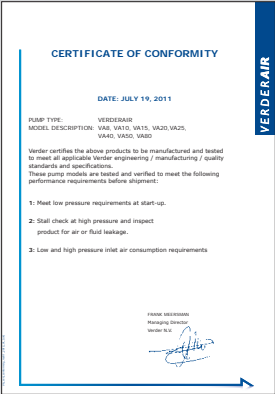 VERDERAIR
CERTIFICATE OF CONFORMITY
DATE: JULY 19, 2011
PUMP TYPE: VERDERAIR
MODEL DESCRIPTION: VA8, VA10, VA15, VA20,VA25,
VA40, VA50, VA80
Verder certifies the above products to be manufactured and tested
to meet all applicable Verder engineering / manufacturing / quality
standards and specifications.
These pump models are tested and verified to meet the following
performance requirements before shipment:
1: Meet low pressure requirements at start-up.
2: Stall check at high pressure and inspect
product for air or fluid leakage.
3: Low and high pressure inlet air consumption requirements
FRANK MEERSMAN
Managing Director
Verder N.V.